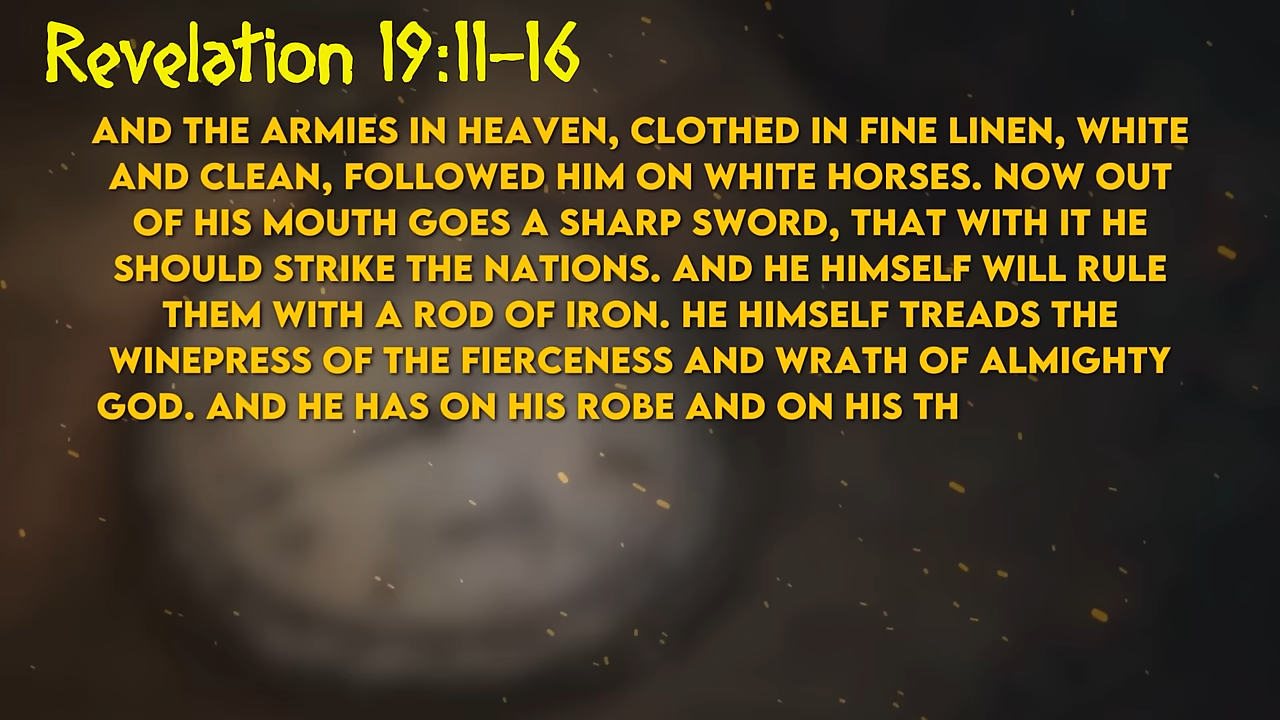 Revelation 19:11-16
AND THE ARMIES IN HEAVEN, CLOTHED IN FINE LINEN, WHITE
AND CLEAN, FOLLOWED HIM ON WHITE HORSES. NOW OUT
OF HIS MOUTH GOES A SHARP SWORD, THAT WITH IT HE
SHOULD STRIKE THE NATIONS. AND HE HIMSELF WILL RULE
THEM WITH A ROD OF IRON. HE HIMSELF TREADS THE
WINEPRESS OF THE FIERCENESS AND WRATH OF ALMIGHTY
GOD. AND HE HAS ON HIS ROBE AND ON HIS TH